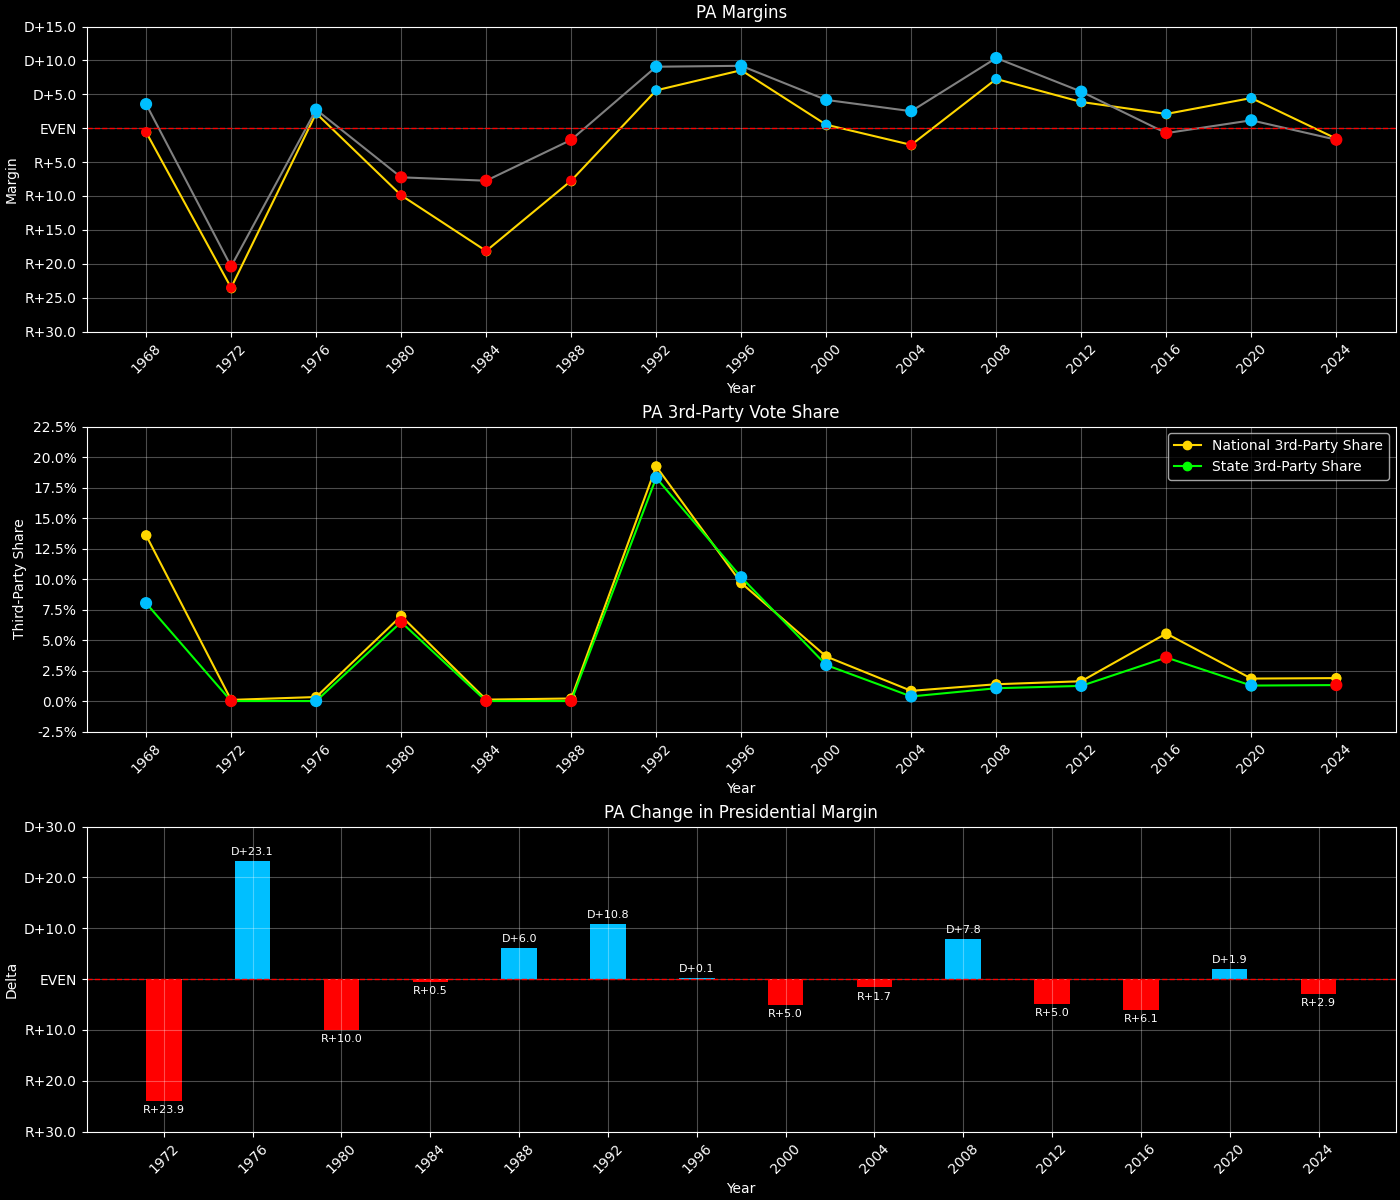 PA Margins
D+15.0
D+10.0
D+5.0
EVEN
R+5.0
R+10.0
R+15.0
R+20.0
R+25.0
R+30.0
Margin
1968 1972 1976 1980 1984 1988 1992 1996 2000 2004 2008 2012 2016 2020 2024
Year
PA 3rd-Party Vote Share
22.5%
20.0%
17.5%
15.0%
12.5%
10.0%
7.5%
5.0%
2.5%
0.0%
-2.5%
Third-Party Share
National 3rd-Party Share
State 3rd-Party Share
1968 1972 1976 1980 1984 1988 1992 1996 2000 2004 2008 2012 2016 2020 2024
Year
PA Change in Presidential Margin
D+30.0
D+20.0
D+10.0
EVEN
R+10.0
R+20.0
R+30.0
Delta
R+23.9
D+23.1
R+10.0
R+0.5
D+6.0
D+10.8
D+0.1
R+5.0
R+1.7
D+7.8
R+5.0
R+6.1
D+1.9
R+2.9
1972 1976 1980 1984 1988 1992 1996 2000 2004 2008 2012 2016 2020 2024
Year